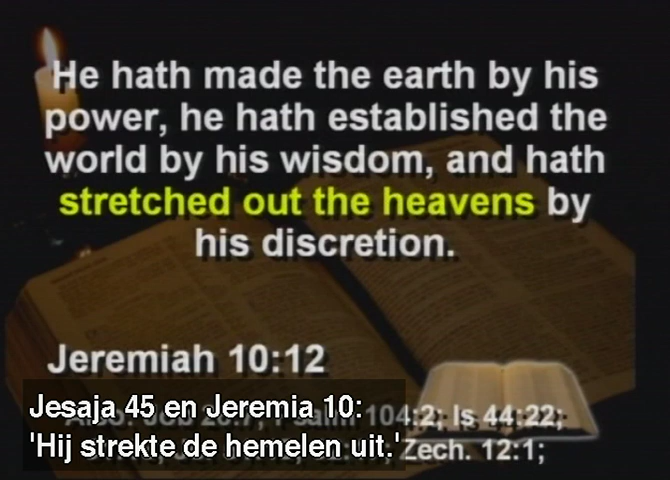 He hath made the earth by his
power, he hath established the
world by his wisdom, and hath
stretched out the heavens by
his discretion.
Jeremiah 10:12
104:2; Is 44:22;
Zech. 12:1;
Jesaja 45 en Jeremia 10:
'Hij strekte de hemelen uit.'